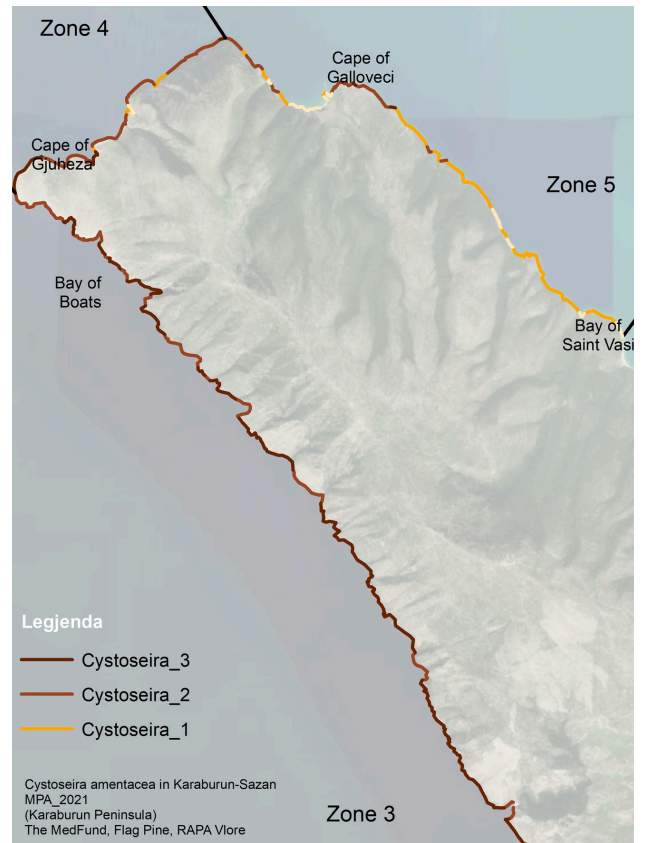 Zone 4
Cape of
Galloveci
Cape of
Gjuheza
Zone 5
Bay of
Boats
Bay of
Saint Vasi
Legjenda
Cystoseira_3
Cystoseira_2
Cystoseira_1
Cystoseira amentacea in Karaburun-Sazan
MPA_2021
(Karaburun Peninsula)
The MedFund, Flag Pine, RAPA Vlore
Zone 3